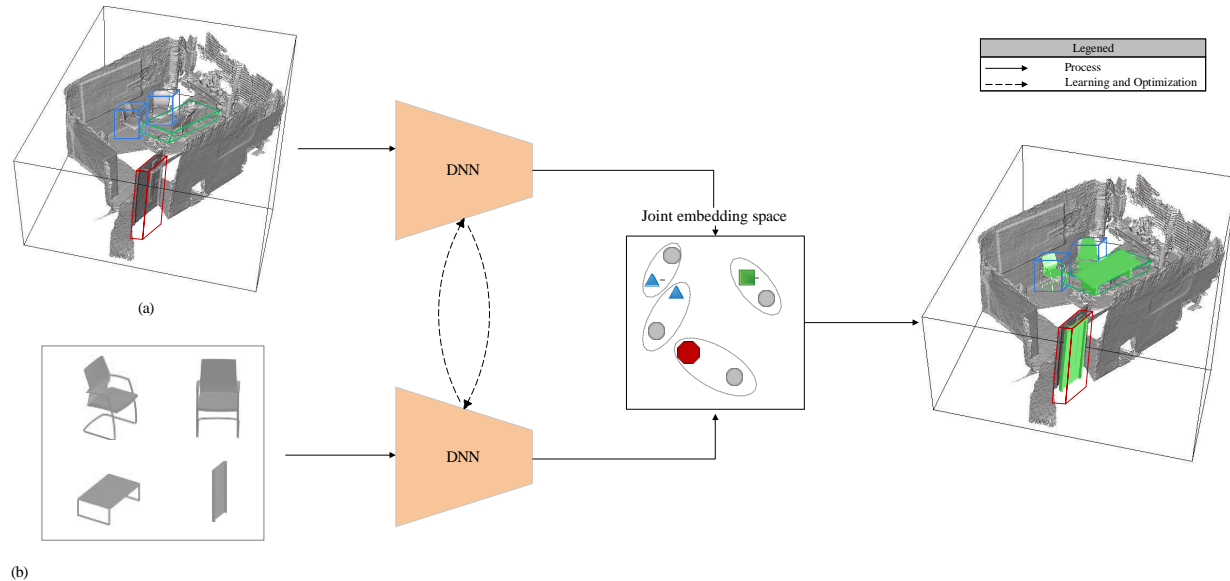 Legened
Process
Learning and Optimization
DNN
Joint embedding space
(a)
DNN
(b)